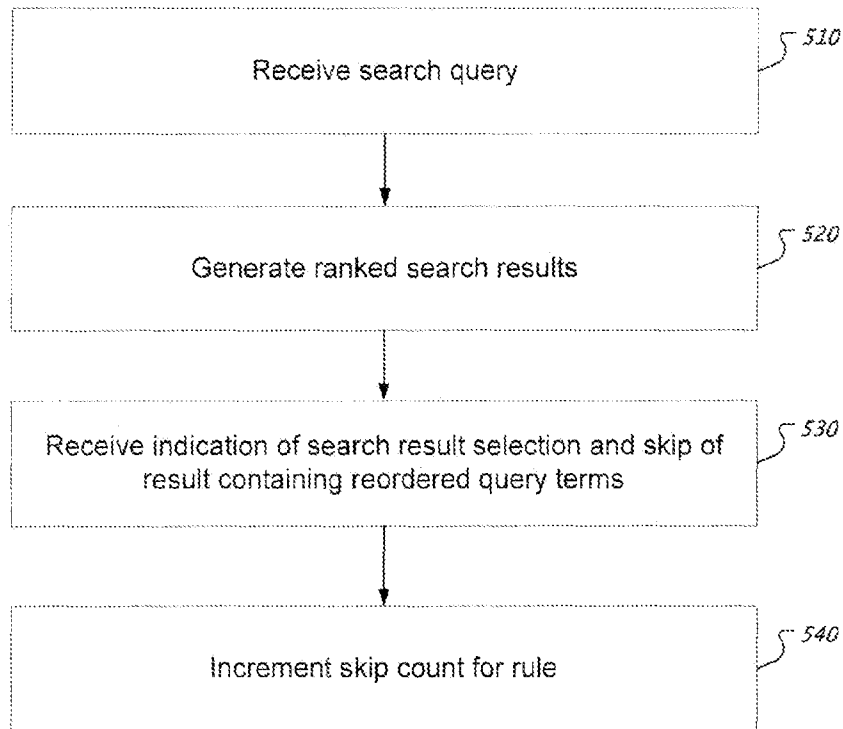 Receive search query
510
Generate ranked search results
520
Receive indication of search result selection and skip of
result containing reordered query terms
530
Increment skip count for rule
540